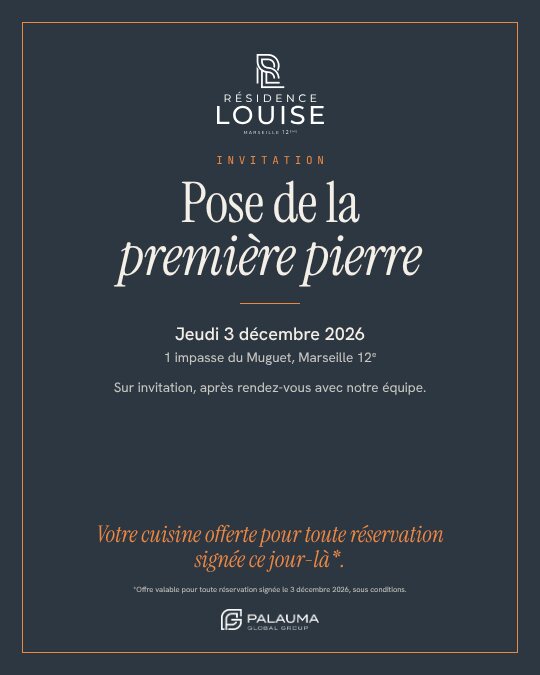 RÉSIDENCE
LOUISE
MARSEILLE 12ÈME
INVITATION
Pose de la
première pierre
Jeudi 3 décembre 2026
1 impasse du Muguet, Marseille 12e
Sur invitation, après rendez-vous avec notre équipe.
Votre cuisine offerte pour toute réservation
signée ce jour-là*.
*Offre valable pour toute réservation signée le 3 décembre 2026, sous conditions.
PALAUMA
GLOBAL GROUP